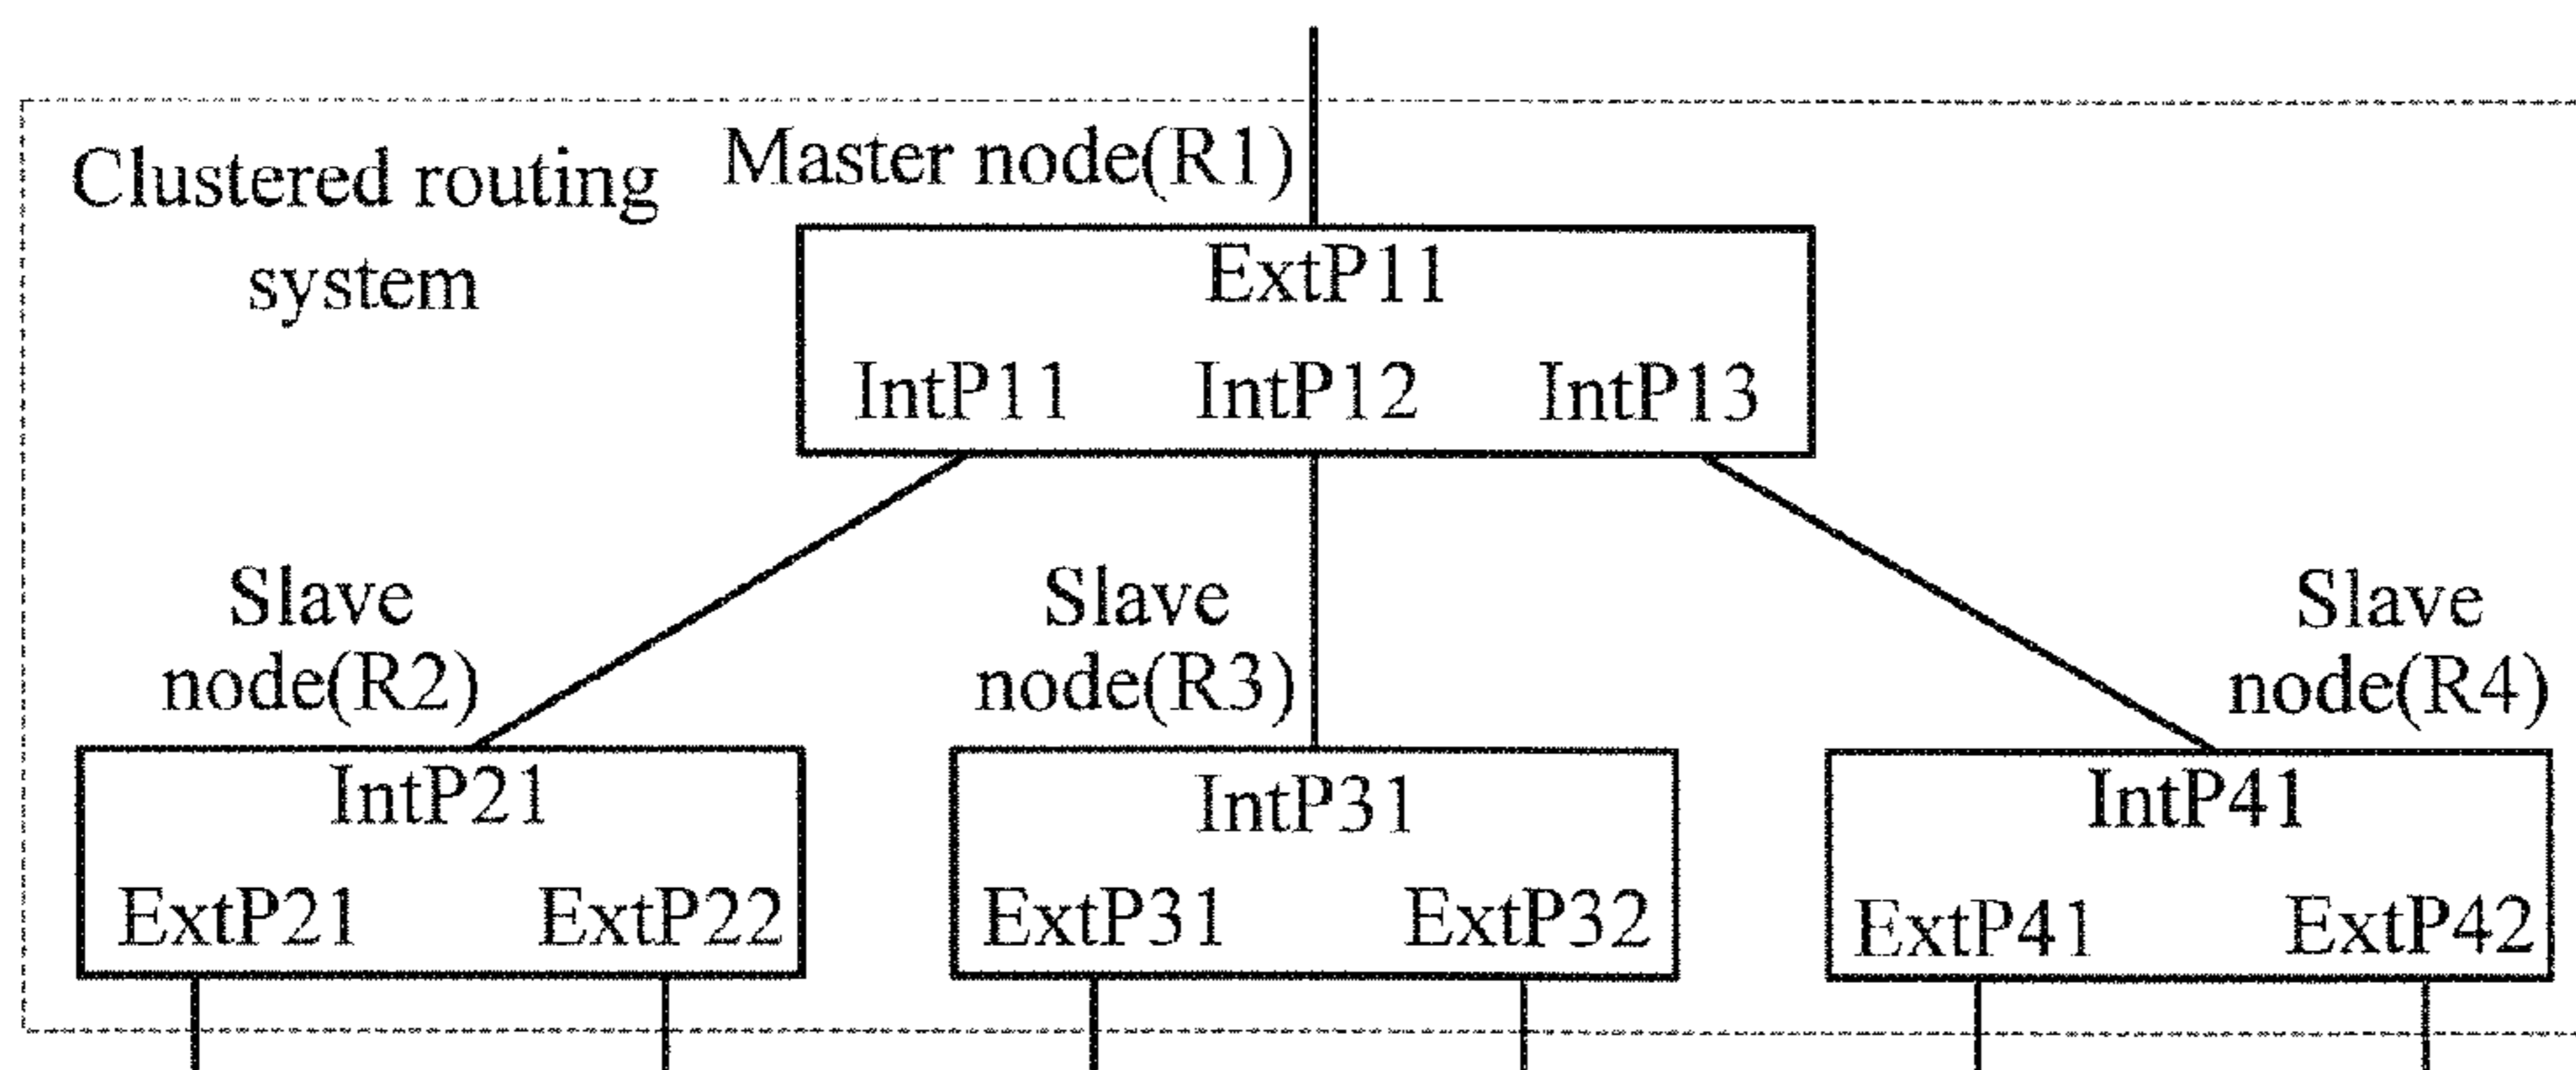 Clustered routing
system
Master node(R1)
ExtP11
IntP11 IntP12 IntP13
Slave
node(R2)
Slave
node(R3)
Slave
node(R4)
IntP21
ExtP21 ExtP22
IntP31
ExtP31 ExtP32
IntP41
ExtP41 ExtP42